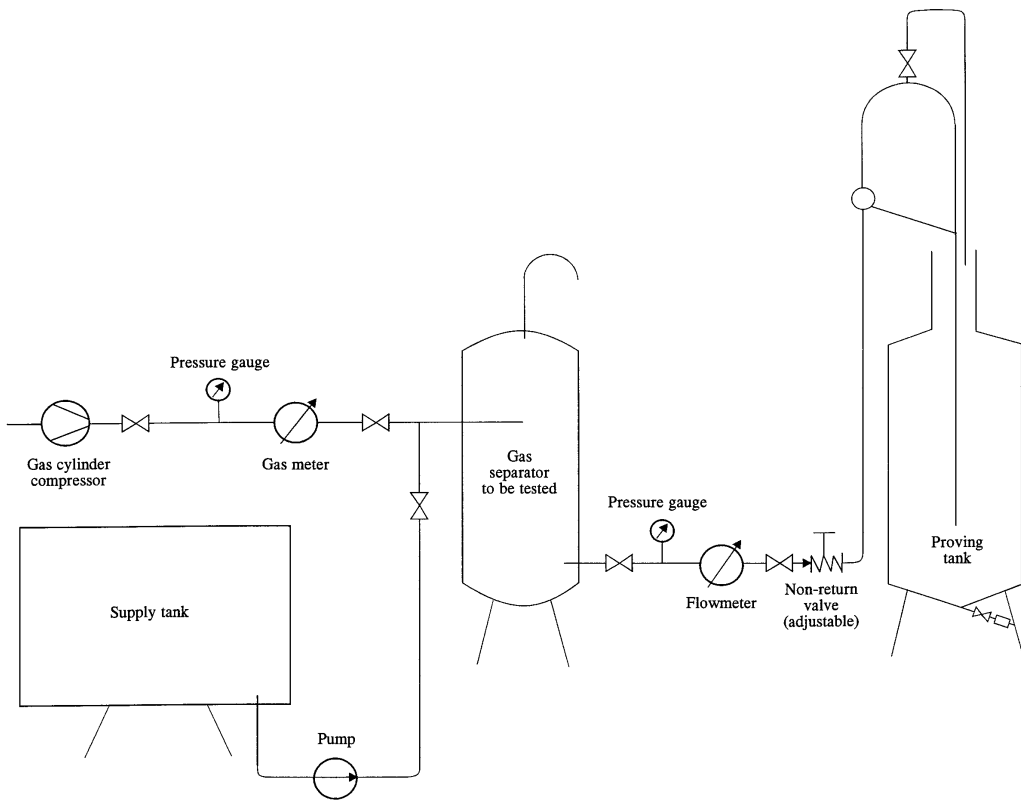 Pressure gauge
Gas cylinder
compressor
Gas meter
Gas
separator
to be tested
Pressure gauge
Flowmeter
Non-return
valve
(adjustable)
Proving
tank
Supply tank
Pump